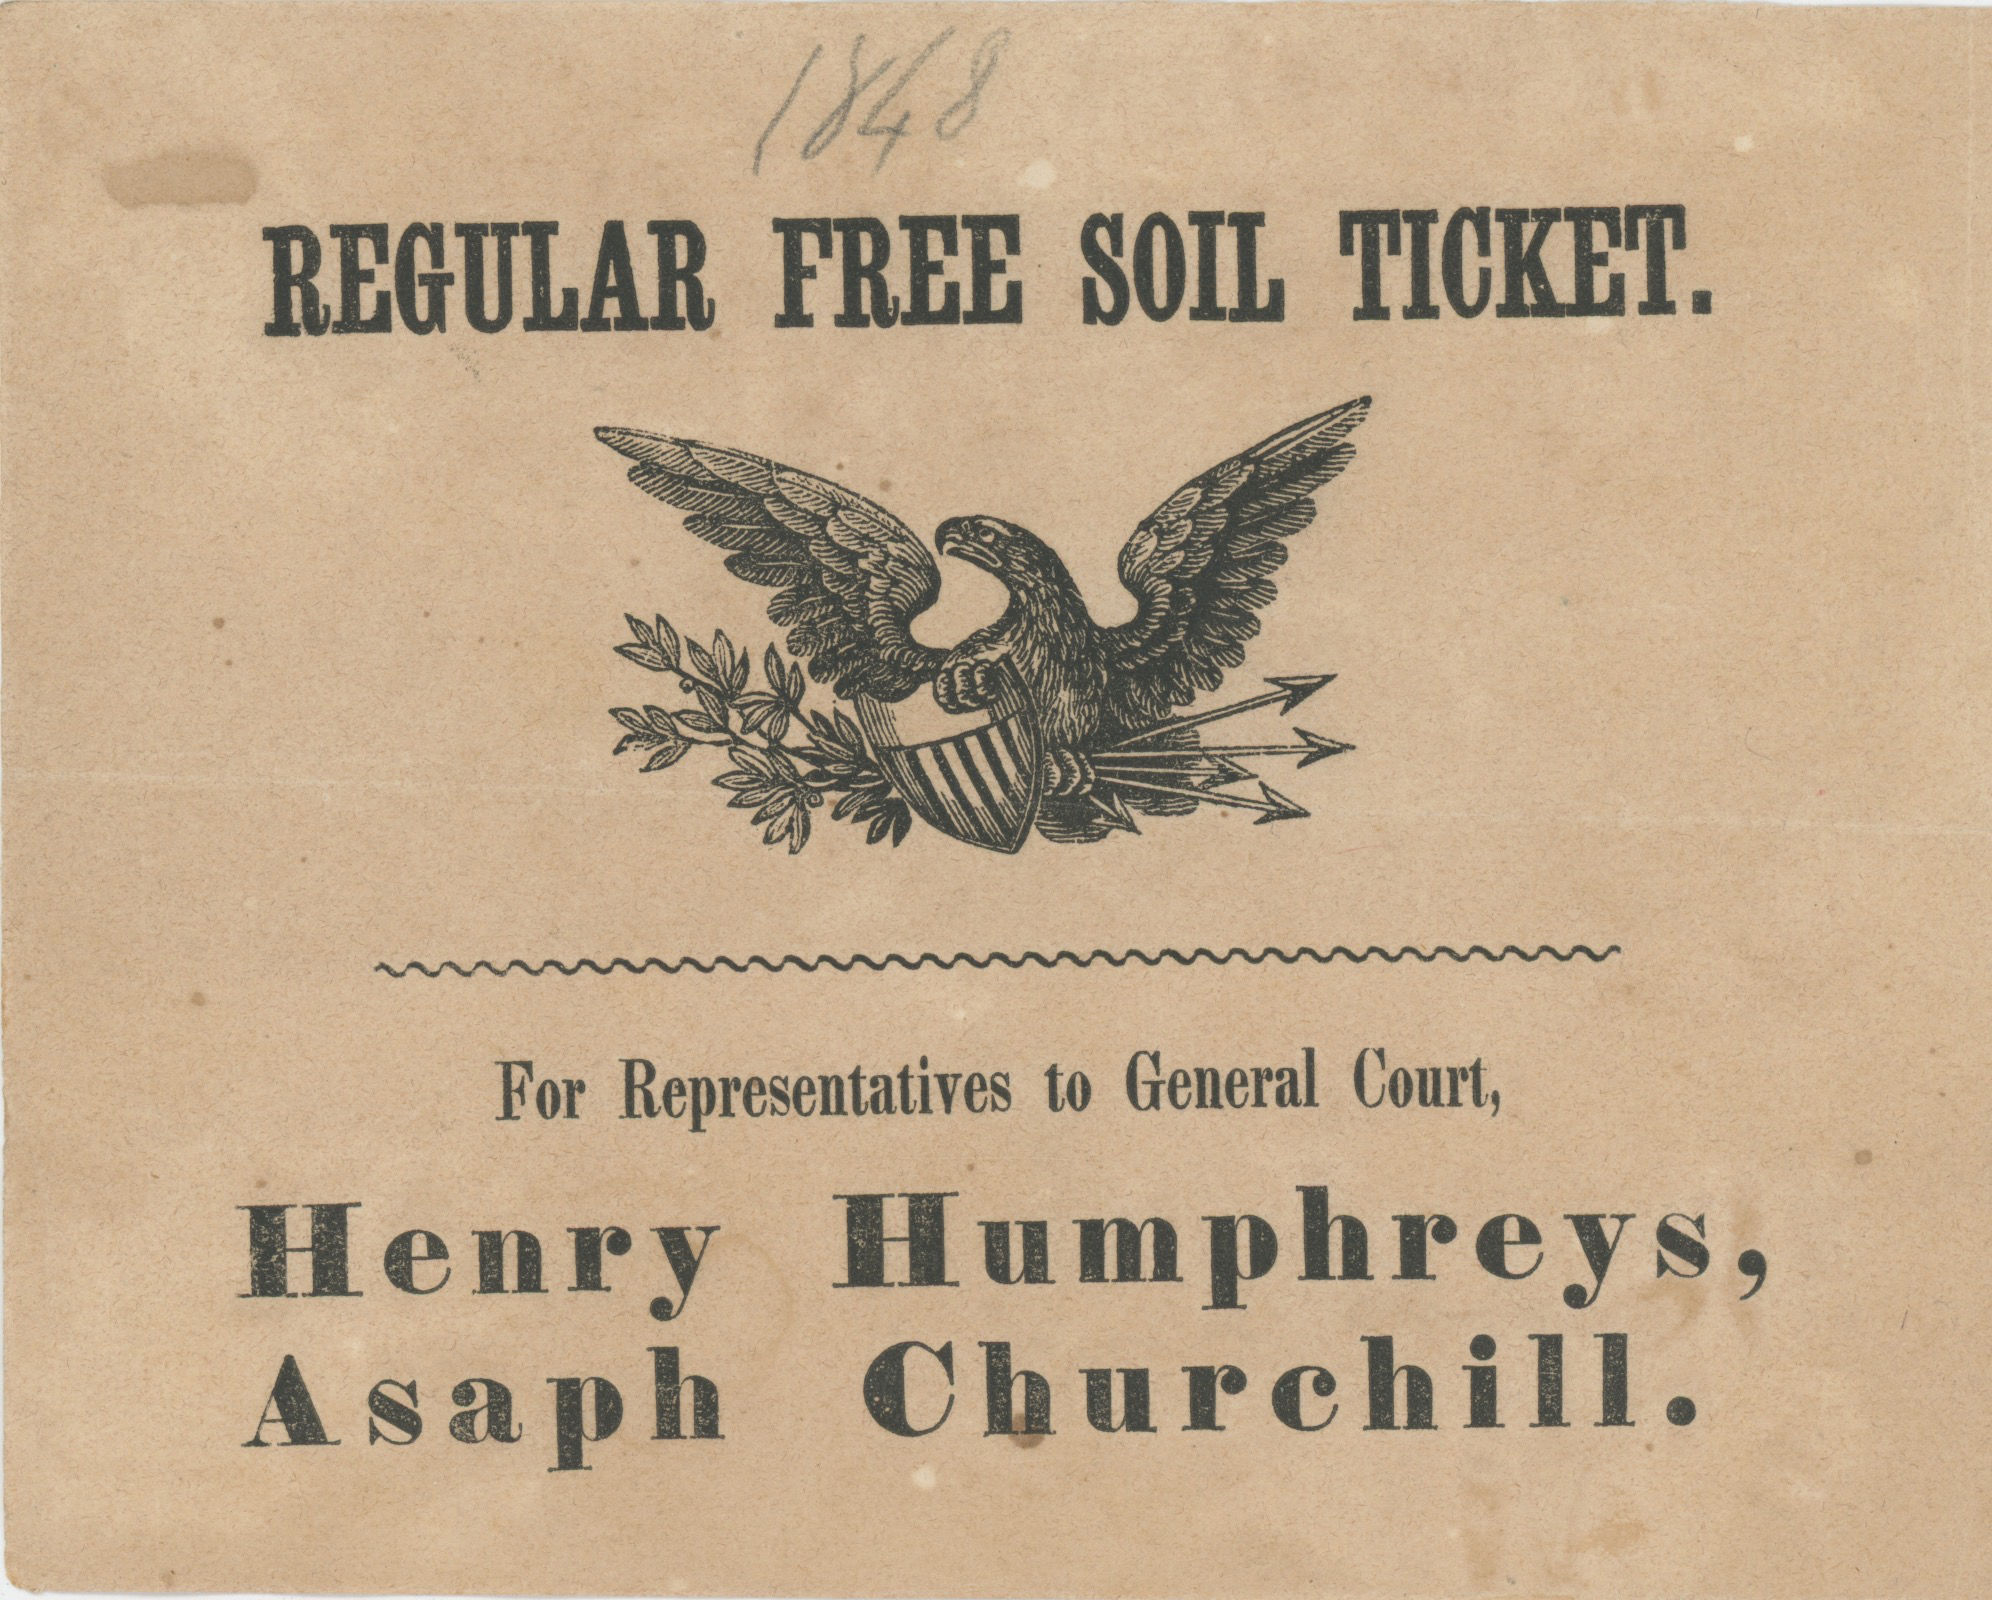 1848
REGULAR FREE SOIL TICKET.
For Representatives to General Court,
Henry Humphreys,
Asaph Churchill.